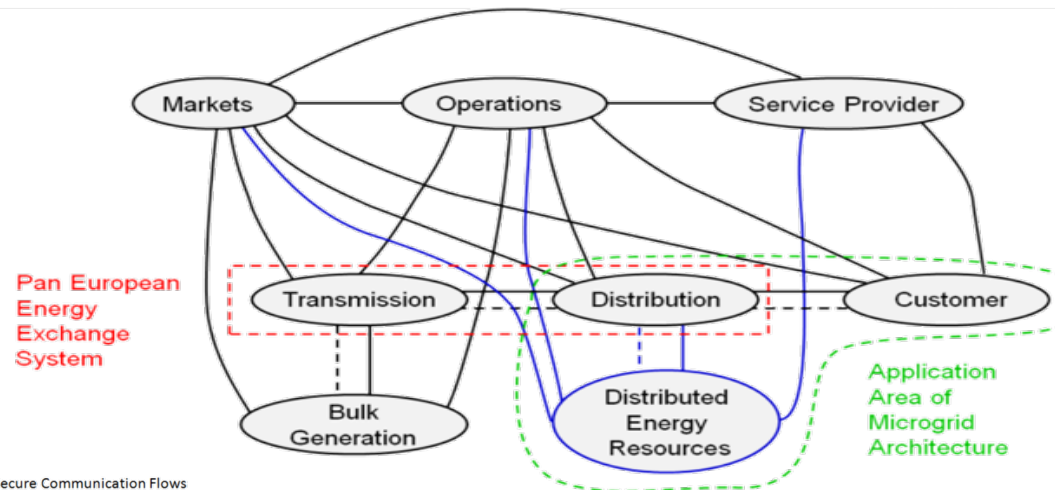 Markets
Operations
Service Provider
Pan European
Energy
Exchange
System
Transmission
Distribution
Customer
Bulk
Generation
Distributed
Energy
Resources
Application
Area of
Microgrid
Architecture
ecure Communication Flows